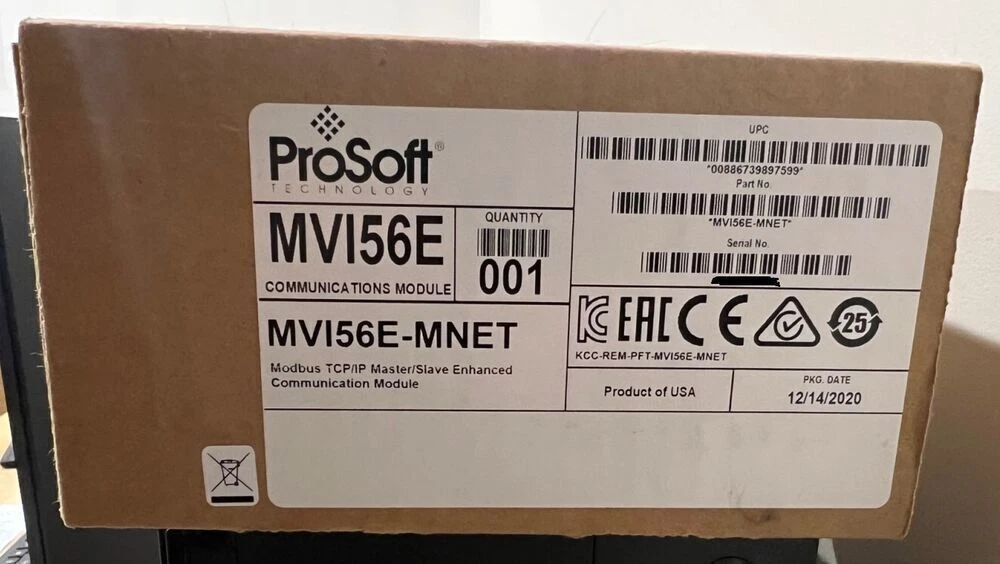 ProSoft®
TECHNOLOGY
MVI56E
COMMUNICATIONS MODULE
QUANTITY
001
MVI56E-MNET
Modbus TCP/IP Master/Slave Enhanced
Communication Module
UPC
*00886739897599*
Part No.
*MVI56E-MNET*
Serial No.
KC EAC CE 25
KCC-REM-PFT-MVI56E-MNET
Product of USA
PKG. DATE
12/14/2020